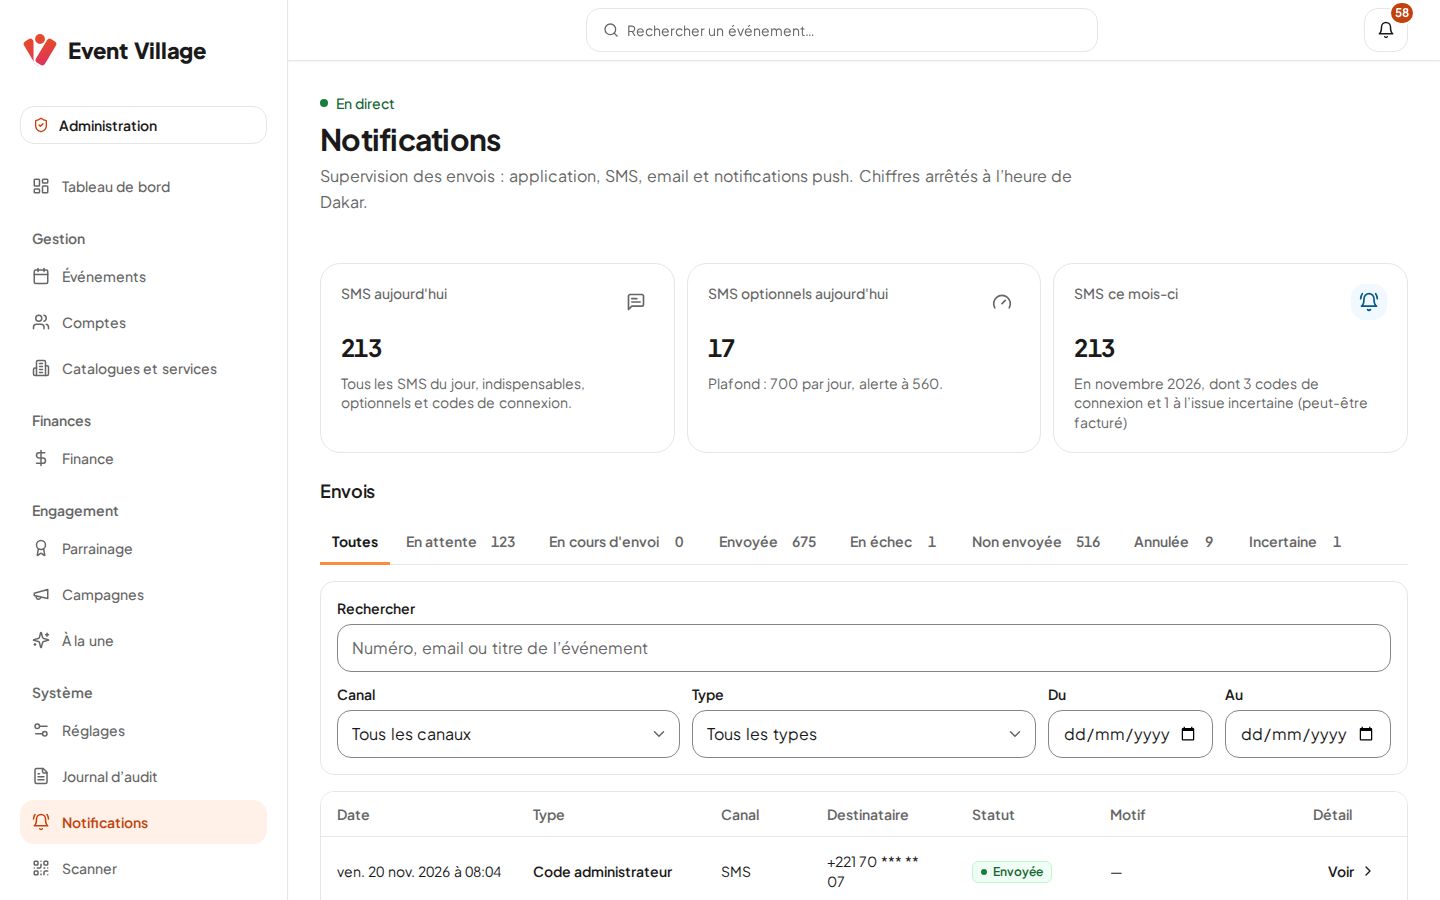 Event Village
Rechercher un événement…
58
Administration
Tableau de bord
Gestion
Événements
Comptes
Catalogues et services
Finances
Finance
Engagement
Parrainage
Campagnes
À la une
Système
Réglages
Journal d’audit
Notifications
Scanner
En direct
Notifications
Supervision des envois : application, SMS, email et notifications push. Chiffres arrêtés à l’heure de
Dakar.
SMS aujourd'hui
213
Tous les SMS du jour, indispensables,
optionnels et codes de connexion.
SMS optionnels aujourd'hui
17
Plafond : 700 par jour, alerte à 560.
SMS ce mois-ci
213
En novembre 2026, dont 3 codes de
connexion et 1 à l’issue incertaine (peut-être
facturé)
Envois
Toutes En attente 123 En cours d'envoi 0 Envoyée 675 En échec 1 Non envoyée 516 Annulée 9 Incertaine 1
Rechercher
Numéro, email ou titre de l’événement
Canal Type Du Au
Tous les canaux Tous les types dd/mm/yyyy dd/mm/yyyy
Date Type Canal Destinataire Statut Motif Détail
ven. 20 nov. 2026 à 08:04 Code administrateur SMS +221 70 *** ** 07 Envoyée — Voir